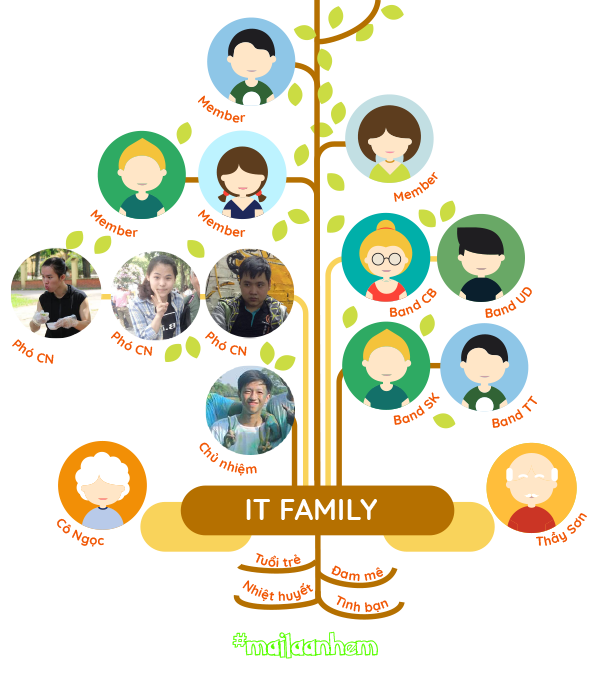 Member
Member
Member
Member
Band CB
Band UD
Phó CN
Phó CN
Phó CN
Band SK
Band TT
Chủ nhiệm
IT FAMILY
Cô Ngọc
Thầy Sơn
Tuổi trẻ
Đam mê
Nhiệt huyết
Tình bạn
#mailaanhem